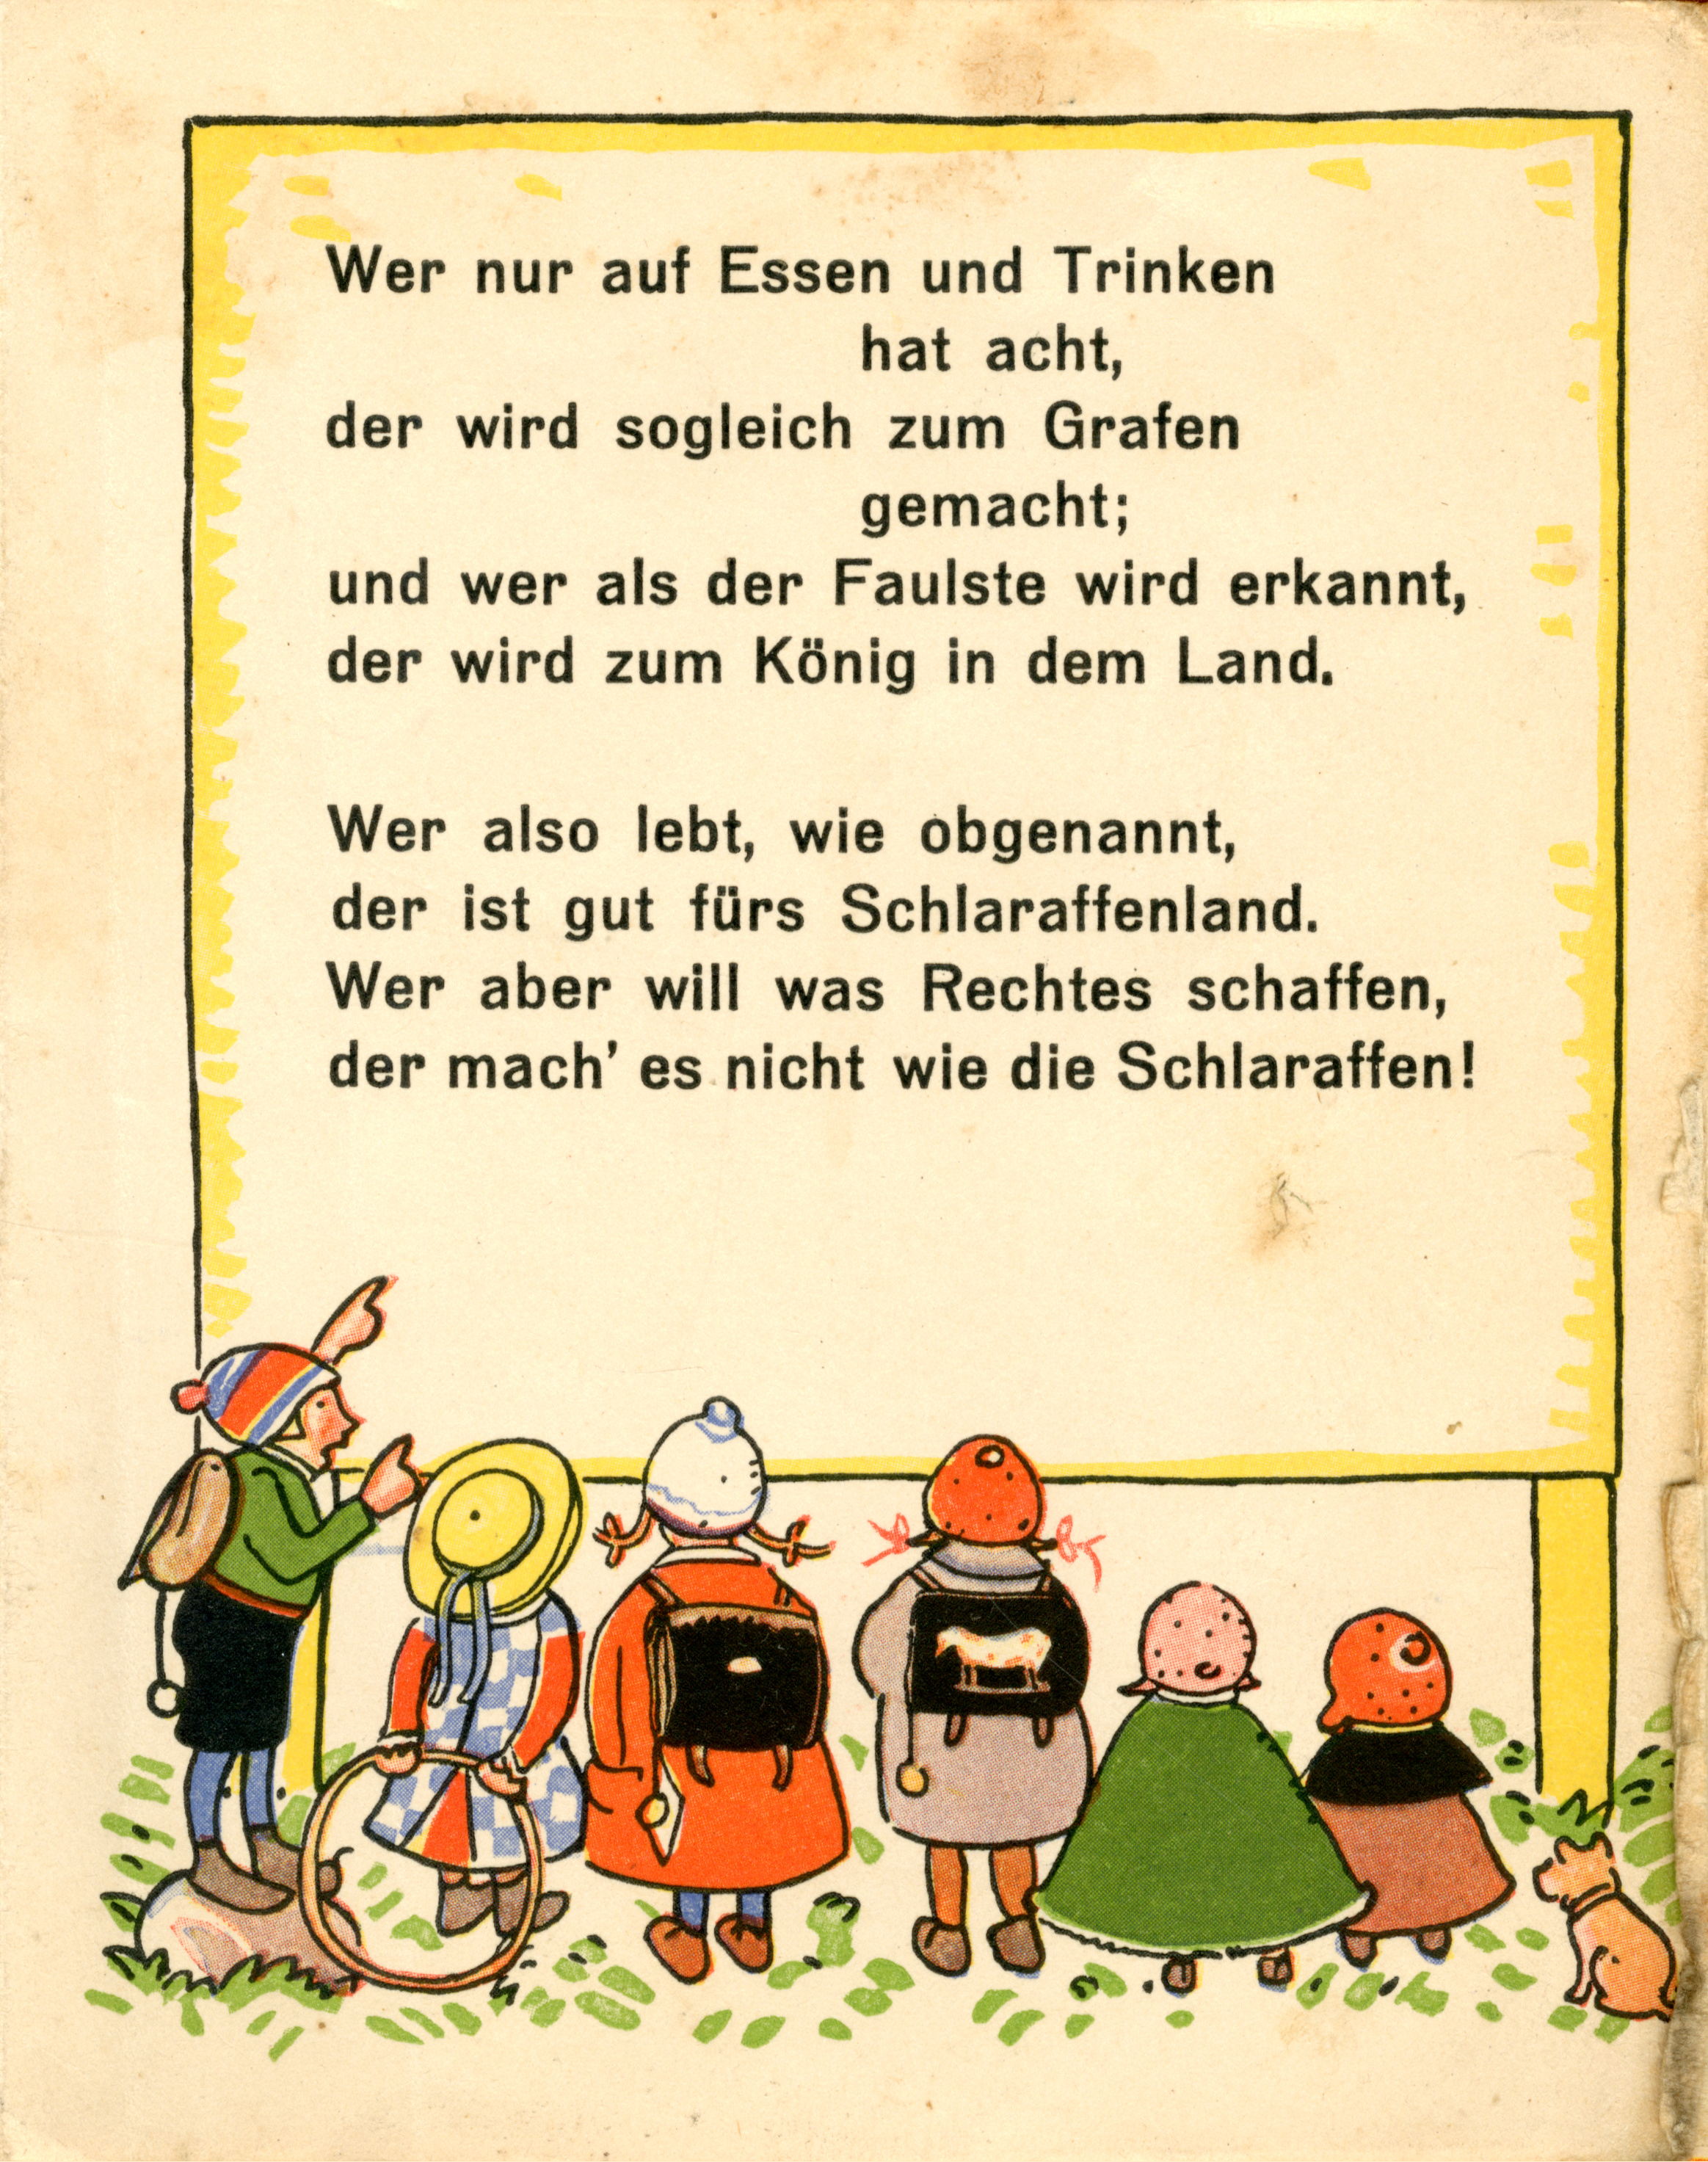 Wer nur auf Essen und Trinken
hat acht,
der wird sogleich zum Grafen
gemacht;
und wer als der Faulste wird erkannt,
der wird zum König in dem Land.
Wer also lebt, wie obgenannt,
der ist gut fürs Schlaraffenland.
Wer aber will was Rechtes schaffen,
der mach' es nicht wie die Schlaraffen!